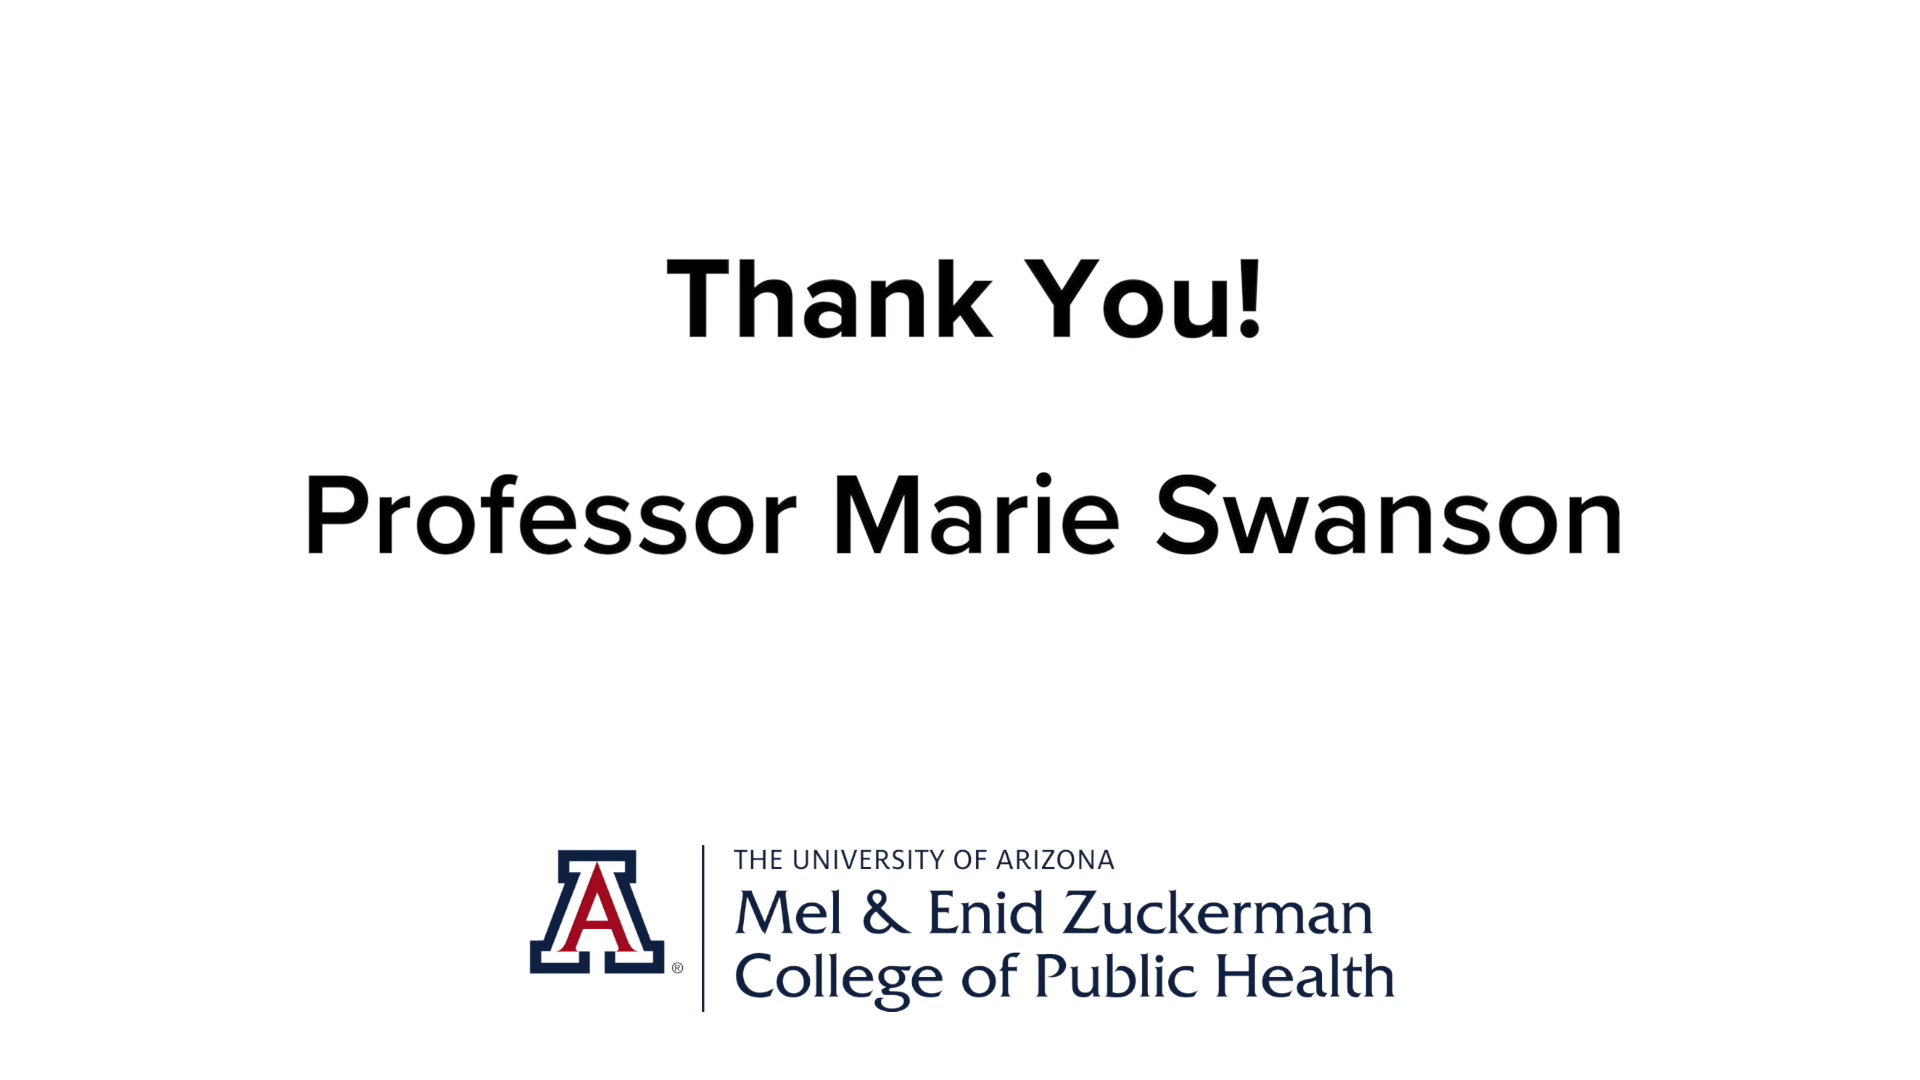 Thank You!
Professor Marie Swanson
A®
THE UNIVERSITY OF ARIZONA
Mel & Enid Zuckerman
College of Public Health